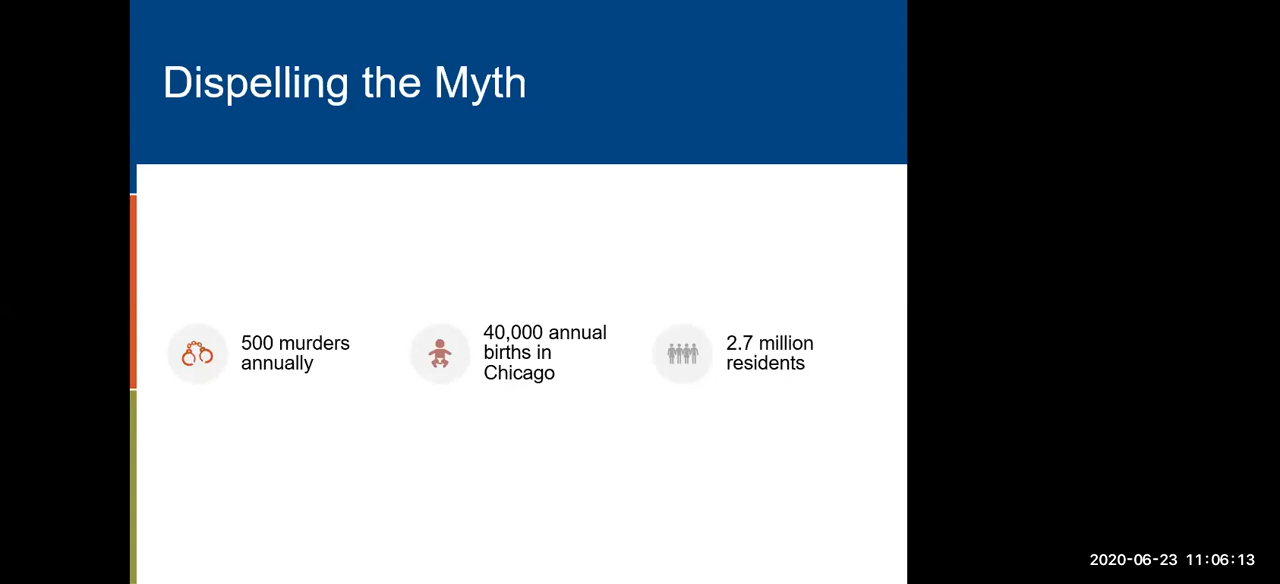 Dispelling the Myth
500 murders
annually
40,000 annual
births in
Chicago
2.7 million
residents
2020-06-23 11:06:13